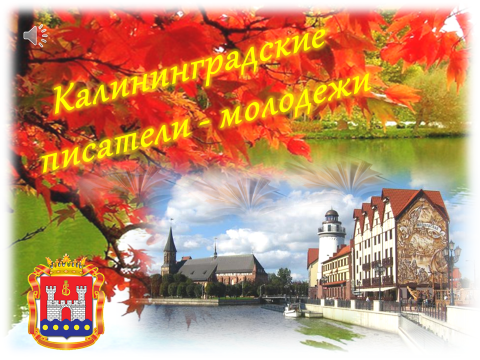 Калининградские
писатели - молодежи